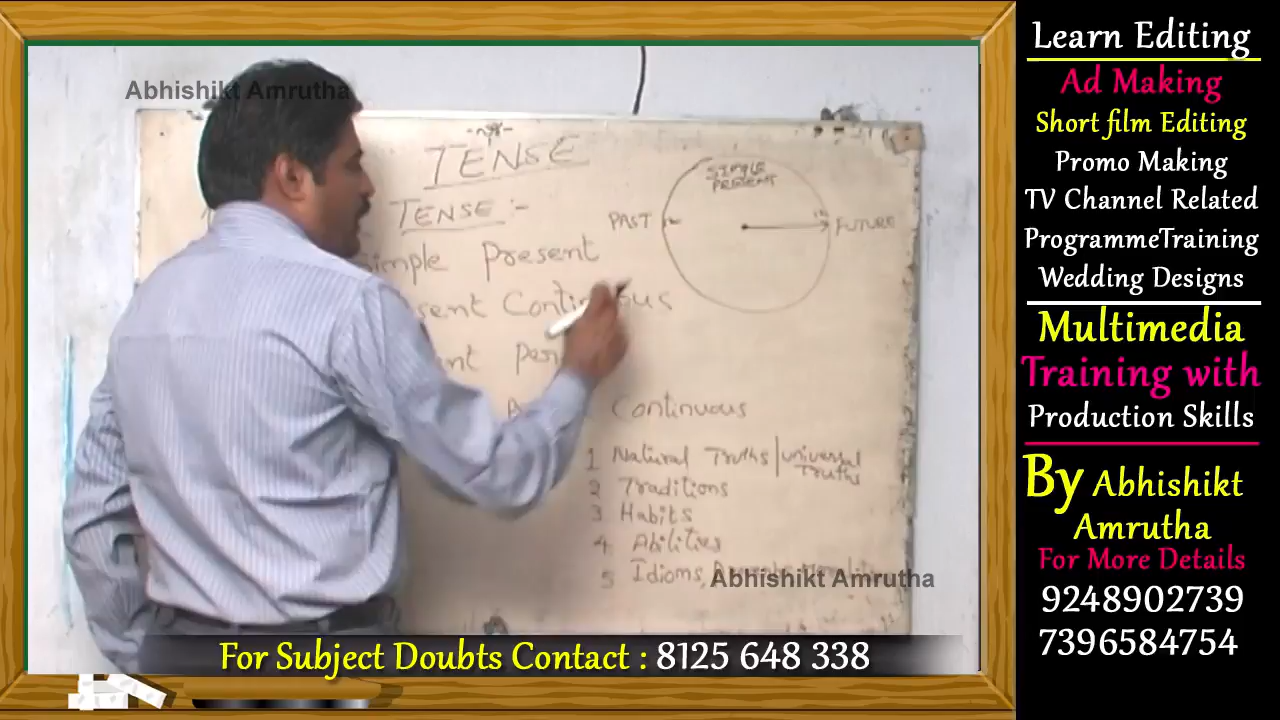 Abhishikt Amrutha
TENSE
TENSE :-
Simple Present
SIMPLE
PRESENT
PAST
FUTURE
sent Continuous
ent Per
Continuous
1 Natural Truths / universal
Truths
2 Traditions
3 Habits
4 Abilities
5 Idioms,
Abhishikt Amrutha
For Subject Doubts Contact : 8125 648 338
Learn Editing
Ad Making
Short film Editing
Promo Making
TV Channel Related
ProgrammeTraining
Wedding Designs
Multimedia
Training with
Production Skills
By Abhishikt
Amrutha
For More Details
9248902739
7396584754